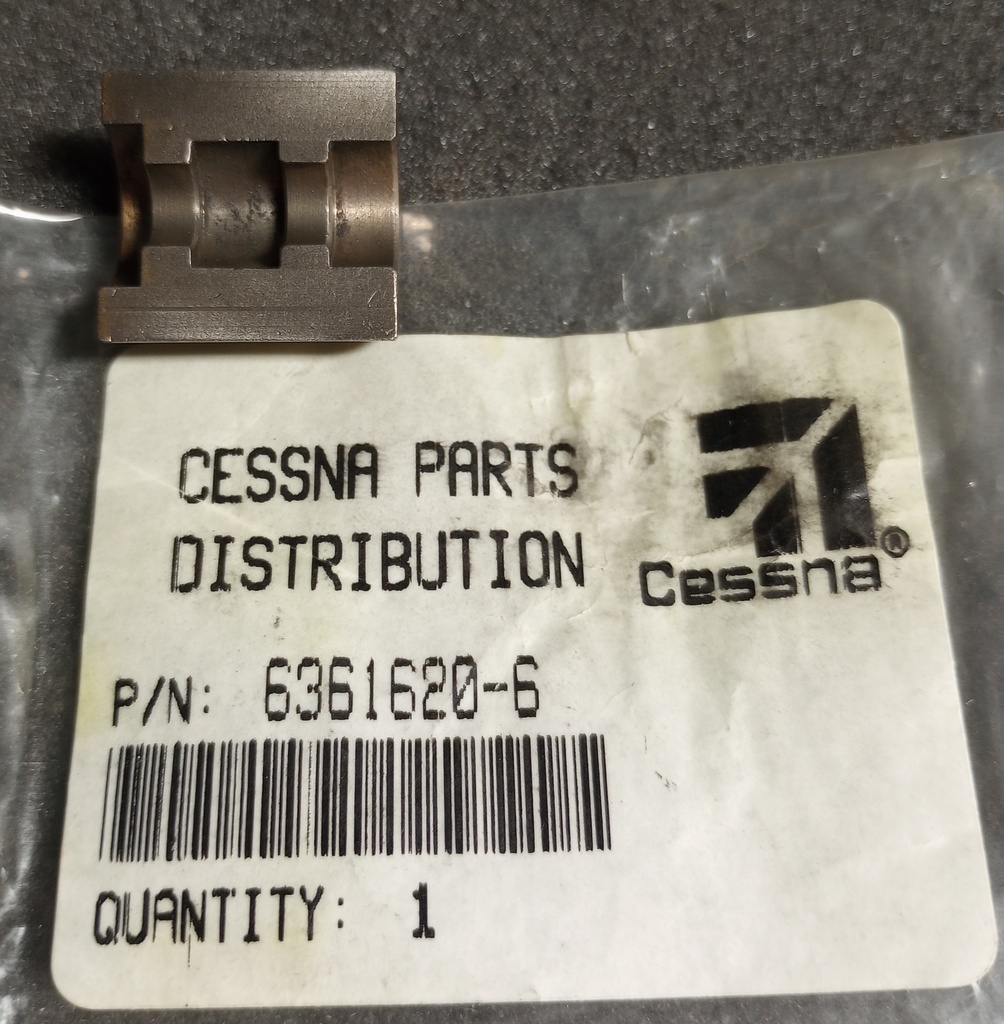 CESSNA PARTS
DISTRIBUTION
Cessna®
P/N: 6361620-6
QUANTITY: 1